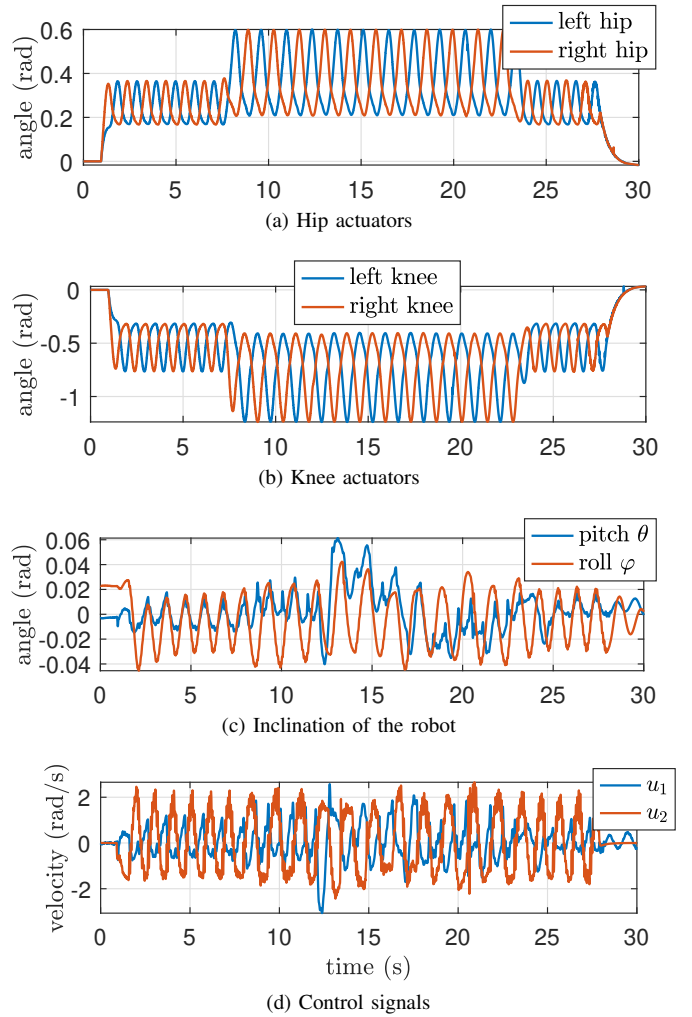 0.6
0.4
0.2
0
angle (rad)
left hip
right hip
0 5 10 15 20 25 30
(a) Hip actuators
0
-0.5
-1
angle (rad)
left knee
right knee
0 5 10 15 20 25 30
(b) Knee actuators
0.06
0.04
0.02
0
-0.02
-0.04
angle (rad)
pitch θ
roll φ
0 5 10 15 20 25 30
(c) Inclination of the robot
2
0
-2
velocity (rad/s)
u₁
u₂
0 5 10 15 20 25 30
time (s)
(d) Control signals